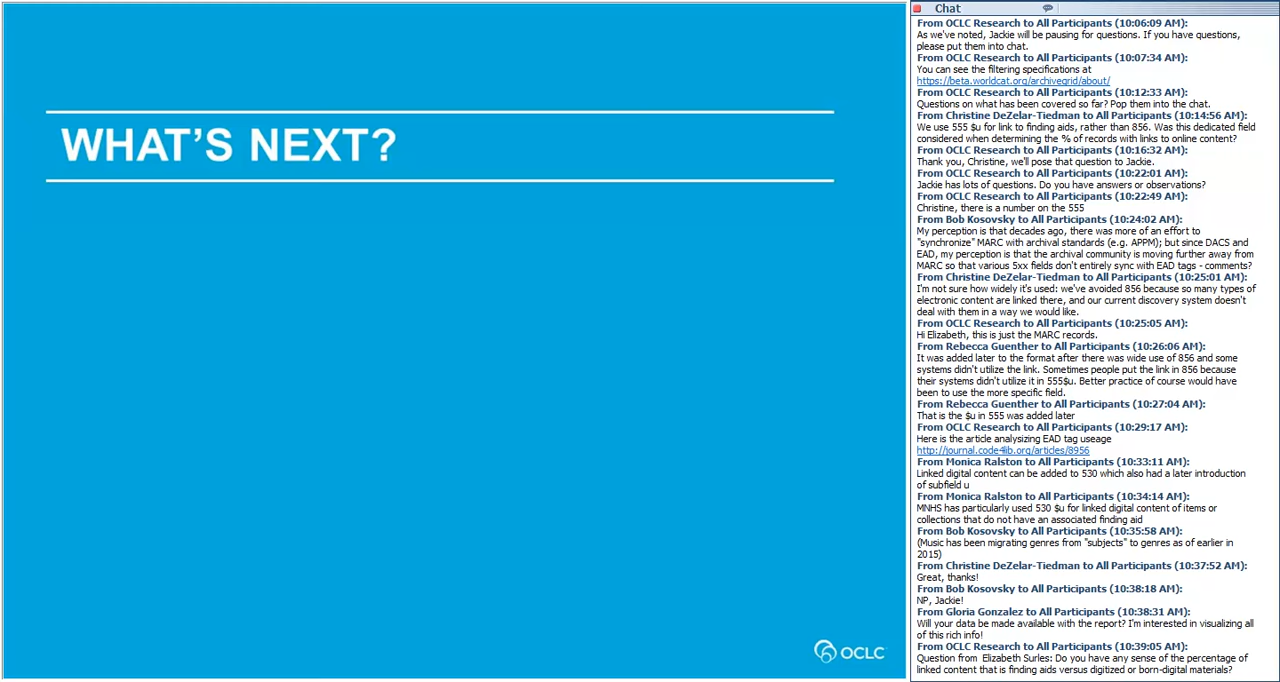 WHAT'S NEXT?
OCLC
Chat
From OCLC Research to All Participants (10:06:09 AM):
As we've noted, Jackie will be pausing for questions. If you have questions,
please put them into chat.
From OCLC Research to All Participants (10:07:34 AM):
You can see the filtering specifications at
https://beta.worldcat.org/archivegrid/about/
From OCLC Research to All Participants (10:12:33 AM):
Questions on what has been covered so far? Pop them into the chat.
From Christine DeZelar-Tiedman to All Participants (10:14:56 AM):
We use 555 $u for link to finding aids, rather than 856. Was this dedicated field
considered when determining the % of records with links to online content?
From OCLC Research to All Participants (10:16:32 AM):
Thank you, Christine, we'll pose that question to Jackie.
From OCLC Research to All Participants (10:22:01 AM):
Jackie has lots of questions. Do you have answers or observations?
From OCLC Research to All Participants (10:22:49 AM):
Christine, there is a number on the 555
From Bob Kosovsky to All Participants (10:24:02 AM):
My perception is that decades ago, there was more of an effort to
"synchronize" MARC with archival standards (e.g. APPM); but since DACS and
EAD, my perception is that the archival community is moving further away from
MARC so that various 5xx fields don't entirely sync with EAD tags - comments?
From Christine DeZelar-Tiedman to All Participants (10:25:01 AM):
I'm not sure how widely it's used: we've avoided 856 because so many types of
electronic content are linked there, and our current discovery system doesn't
deal with them in a way we would like.
From OCLC Research to All Participants (10:25:05 AM):
Hi Elizabeth, this is just the MARC records.
From Rebecca Guenther to All Participants (10:26:06 AM):
It was added later to the format after there was wide use of 856 and some
systems didn't utilize the link. Sometimes people put the link in 856 because
their systems didn't utilize it in 555$u. Better practice of course would have
been to use the more specific field.
From Rebecca Guenther to All Participants (10:27:04 AM):
That is the $u in 555 was added later
From OCLC Research to All Participants (10:29:17 AM):
Here is the article analysizing EAD tag useage
http://journal.code4lib.org/articles/8956
From Monica Ralston to All Participants (10:33:11 AM):
Linked digital content can be added to 530 which also had a later introduction
of subfield u
From Monica Ralston to All Participants (10:34:14 AM):
MNHS has particularly used 530 $u for linked digital content of items or
collections that do not have an associated finding aid
From Bob Kosovsky to All Participants (10:35:58 AM):
(Music has been migrating genres from "subjects" to genres as of earlier in
2015)
From Christine DeZelar-Tiedman to All Participants (10:37:52 AM):
Great, thanks!
From Bob Kosovsky to All Participants (10:38:18 AM):
NP, Jackie!
From Gloria Gonzalez to All Participants (10:38:31 AM):
Will your data be made available with the report? I'm interested in visualizing all
of this rich info!
From OCLC Research to All Participants (10:39:05 AM):
Question from Elizabeth Surles: Do you have any sense of the percentage of
linked content that is finding aids versus digitized or born-digital materials?